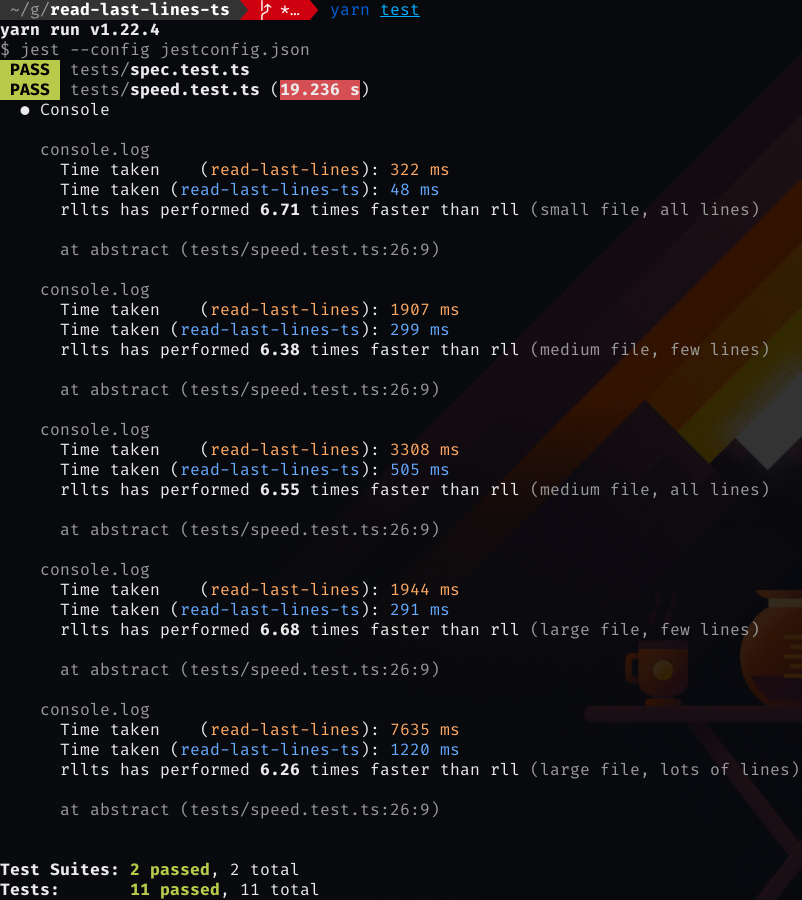 ~/g/read-last-lines-ts *… yarn test
yarn run v1.22.4
$ jest --config jestconfig.json
PASS tests/spec.test.ts
PASS tests/speed.test.ts (19.236 s)
● Console
console.log
Time taken    (read-last-lines): 322 ms
Time taken (read-last-lines-ts): 48 ms
rllts has performed 6.71 times faster than rll (small file, all lines)
at abstract (tests/speed.test.ts:26:9)
console.log
Time taken    (read-last-lines): 1907 ms
Time taken (read-last-lines-ts): 299 ms
rllts has performed 6.38 times faster than rll (medium file, few lines)
at abstract (tests/speed.test.ts:26:9)
console.log
Time taken    (read-last-lines): 3308 ms
Time taken (read-last-lines-ts): 505 ms
rllts has performed 6.55 times faster than rll (medium file, all lines)
at abstract (tests/speed.test.ts:26:9)
console.log
Time taken    (read-last-lines): 1944 ms
Time taken (read-last-lines-ts): 291 ms
rllts has performed 6.68 times faster than rll (large file, few lines)
at abstract (tests/speed.test.ts:26:9)
console.log
Time taken    (read-last-lines): 7635 ms
Time taken (read-last-lines-ts): 1220 ms
rllts has performed 6.26 times faster than rll (large file, lots of lines)
at abstract (tests/speed.test.ts:26:9)
Test Suites: 2 passed, 2 total
Tests:       11 passed, 11 total